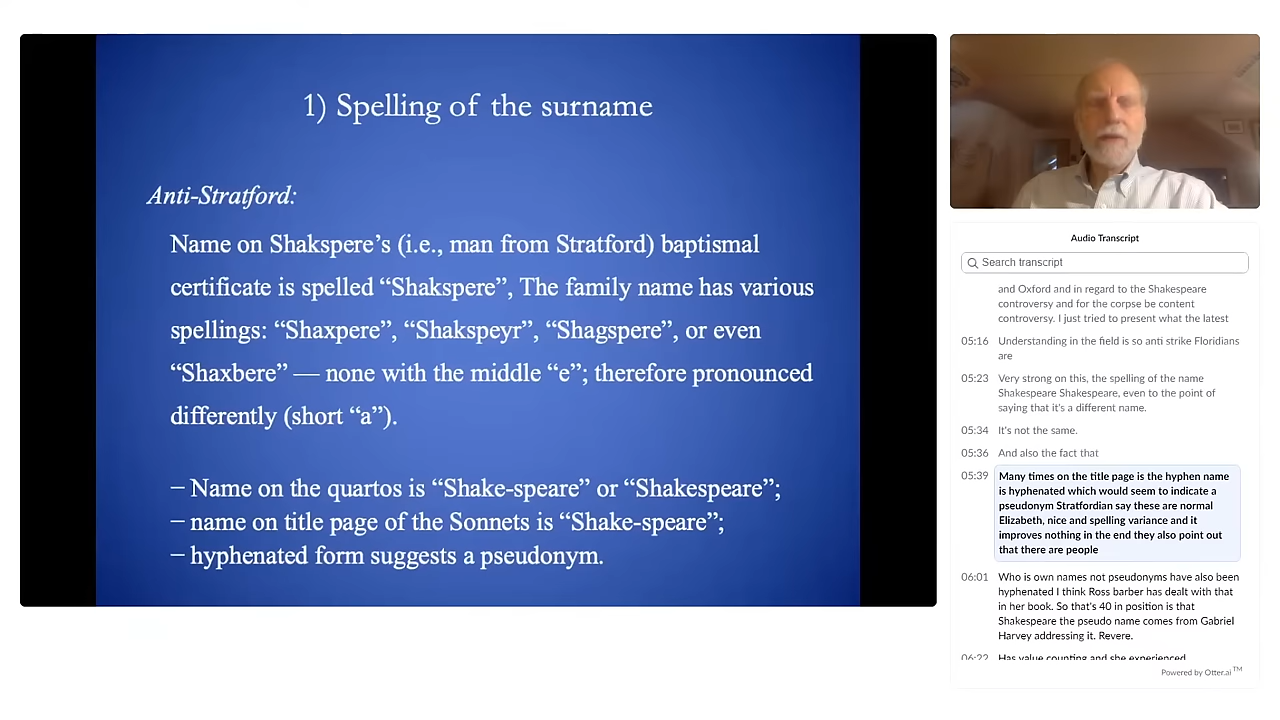 1) Spelling of the surname
Anti-Stratford:
Name on Shakspere’s (i.e., man from Stratford) baptismal
certificate is spelled “Shakspere”, The family name has various
spellings: “Shaxpere”, “Shakspeyr”, “Shagspere”, or even
“Shaxbere” — none with the middle “e”; therefore pronounced
differently (short “a”).
– Name on the quartos is “Shake-speare” or “Shakespeare”;
– name on title page of the Sonnets is “Shake-speare”;
– hyphenated form suggests a pseudonym.
Audio Transcript
Search transcript
and Oxford and in regard to the Shakespeare
controversy and for the corpse be content
controversy. I just tried to present what the latest
05:16 Understanding in the field is so anti strike Floridians
are
05:23 Very strong on this, the spelling of the name
Shakespeare Shakespeare, even to the point of
saying that it's a different name.
05:34 It's not the same.
05:36 And also the fact that
05:39 Many times on the title page is the hyphen name
is hyphenated which would seem to indicate a
pseudonym Stratfordian say these are normal
Elizabeth, nice and spelling variance and it
improves nothing in the end they also point out
that there are people
06:01 Who is own names not pseudonyms have also been
hyphenated I think Ross barber has dealt with that
in her book. So that's 40 in position is that
Shakespeare the pseudo name comes from Gabriel
Harvey addressing it. Revere.
06:22 Has value counting and she experienced
Powered by Otter.ai TM